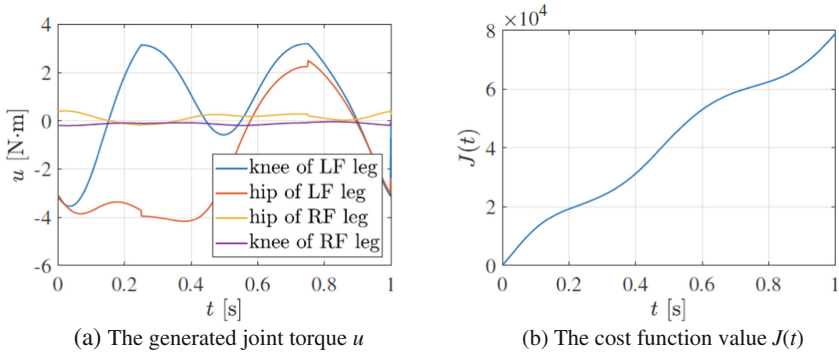 4
2
0
-2
-4
-6
u [N·m]
knee of LF leg
hip of LF leg
hip of RF leg
knee of RF leg
0 0.2 0.4 0.6 0.8 1
t [s]
(a) The generated joint torque u
×10⁴
8
6
4
2
0
J(t)
0 0.2 0.4 0.6 0.8 1
t [s]
(b) The cost function value J(t)